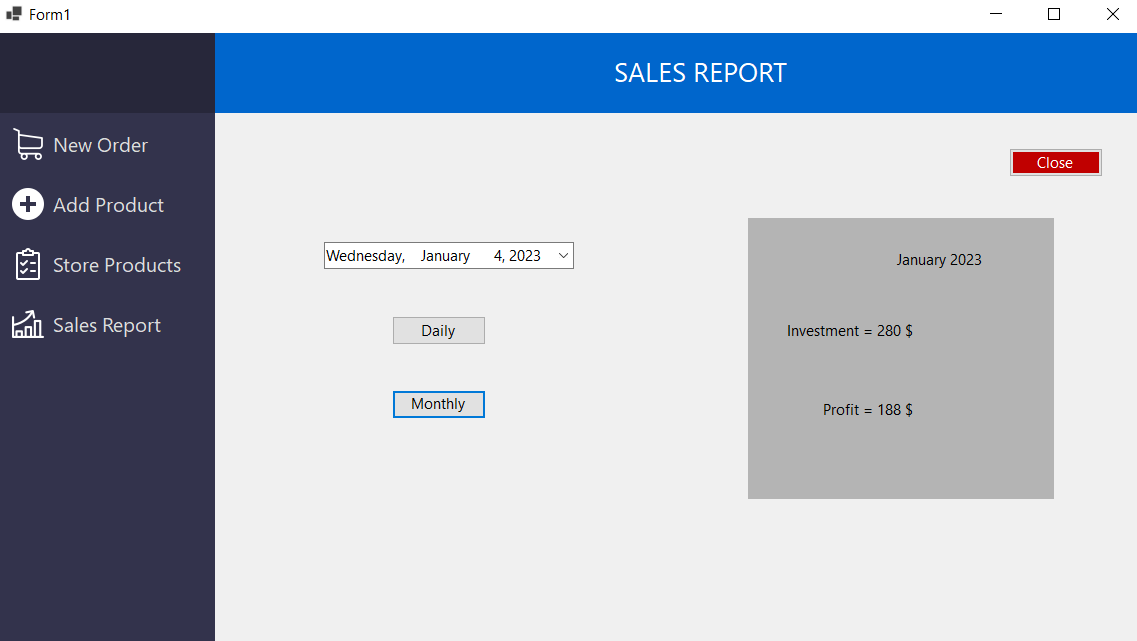 Form1
SALES REPORT
New Order
Add Product
Store Products
Sales Report
Close
Wednesday, January 4, 2023
Daily
Monthly
January 2023
Investment = 280 $
Profit = 188 $